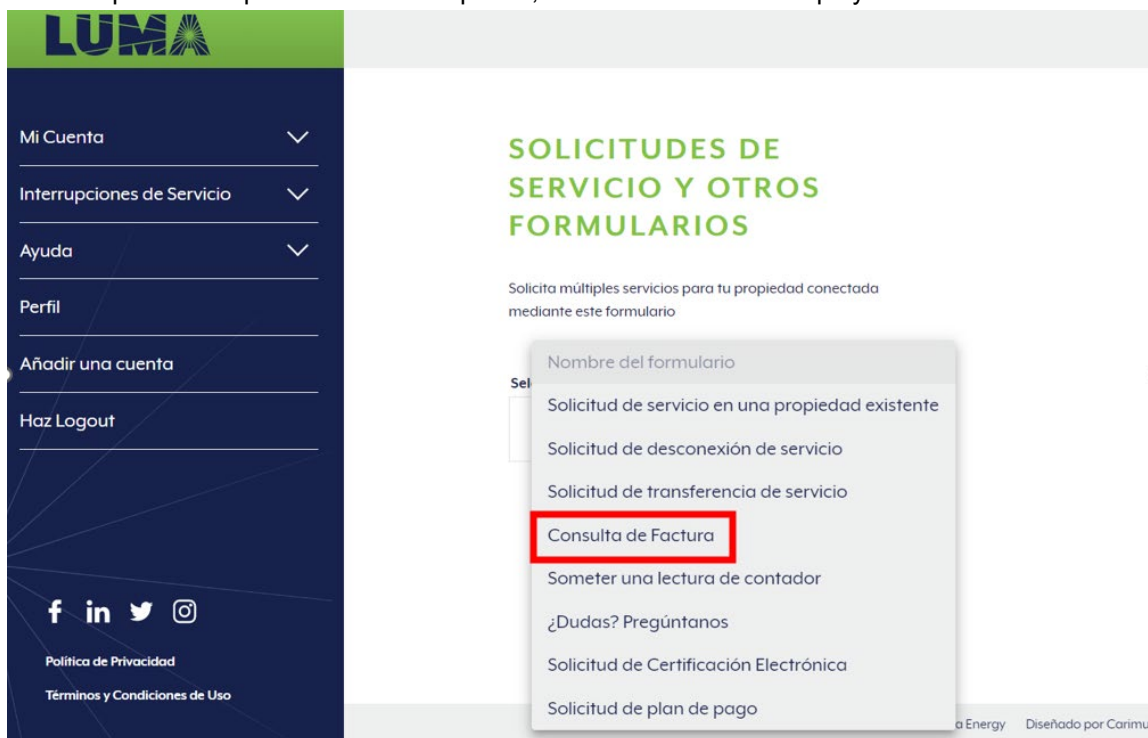 LUMA
Mi Cuenta
Interrupciones de Servicio
Ayuda
Perfil
Añadir una cuenta
Haz Logout
Política de Privacidad
Términos y Condiciones de Uso
SOLICITUDES DE
SERVICIO Y OTROS
FORMULARIOS
Solicita múltiples servicios para tu propiedad conectada
mediante este formulario
Nombre del formulario
Solicitud de servicio en una propiedad existente
Solicitud de desconexión de servicio
Solicitud de transferencia de servicio
Consulta de Factura
Someter una lectura de contador
¿Dudas? Pregúntanos
Solicitud de Certificación Electrónica
Solicitud de plan de pago
Energy Diseñado por